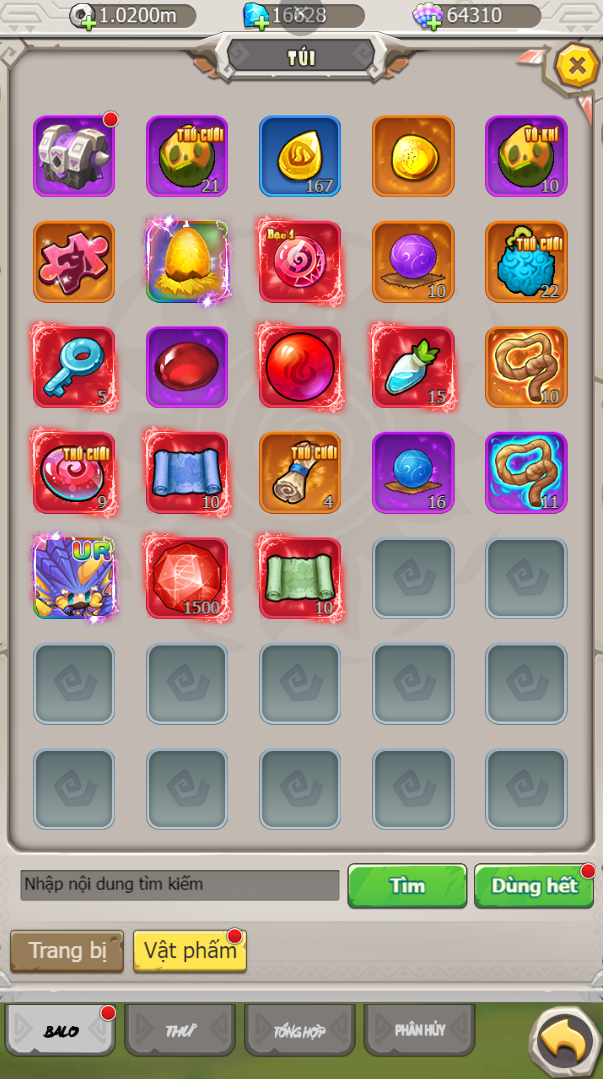 1.0200m 16628 64310
TÚI
THÚ CƯỠI VŨ KHÍ
21 167 10
Bạc 1 THÚ CƯỠI
10 22
5 15 10
THÚ CƯỠI THÚ CƯỠI
9 10 4 16 11
UR
1500 10
Nhập nội dung tìm kiếm Tìm Dùng hết
Trang bị Vật phẩm
BALO THƯ TỔNG HỢP PHÂN HỦY